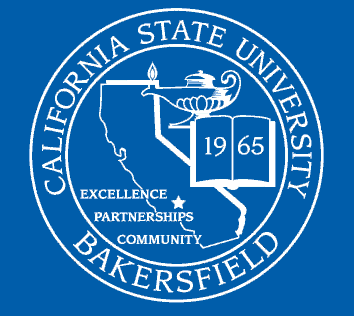 CALIFORNIA STATE UNIVERSITY
19 65
EXCELLENCE
PARTNERSHIPS
COMMUNITY
BAKERSFIELD